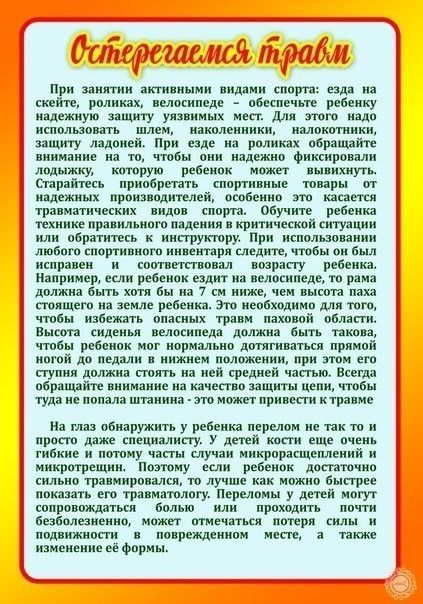 Остерегаемся травм
При занятии активными видами спорта: езда на
скейте, роликах, велосипеде – обеспечьте ребенку
надежную защиту уязвимых мест. Для этого надо
использовать шлем, наколенники, налокотники,
защиту ладоней. При езде на роликах обращайте
внимание на то, чтобы они надежно фиксировали
лодыжку, которую ребенок может вывихнуть.
Старайтесь приобретать спортивные товары от
надежных производителей, особенно это касается
травматических видов спорта. Обучите ребенка
технике правильного падения в критической ситуации
или обратитесь к инструктору. При использовании
любого спортивного инвентаря следите, чтобы он был
исправен и соответствовал возрасту ребенка.
Например, если ребенок ездит на велосипеде, то рама
должна быть хотя бы на 7 см ниже, чем высота паха
стоящего на земле ребенка. Это необходимо для того,
чтобы избежать опасных травм паховой области.
Высота сиденья велосипеда должна быть такова,
чтобы ребенок мог нормально дотягиваться прямой
ногой до педали в нижнем положении, при этом его
ступня должна стоять на ней средней частью. Всегда
обращайте внимание на качество защиты цепи, чтобы
туда не попала штанина - это может привести к травме
На глаз обнаружить у ребенка перелом не так то и
просто даже специалисту. У детей кости еще очень
гибкие и потому часты случаи микрорасщеплений и
микротрещин. Поэтому если ребенок достаточно
сильно травмировался, то лучше как можно быстрее
показать его травматологу. Переломы у детей могут
сопровождаться болью или проходить почти
безболезненно, может отмечаться потеря силы и
подвижности в поврежденном месте, а также
изменение её формы.